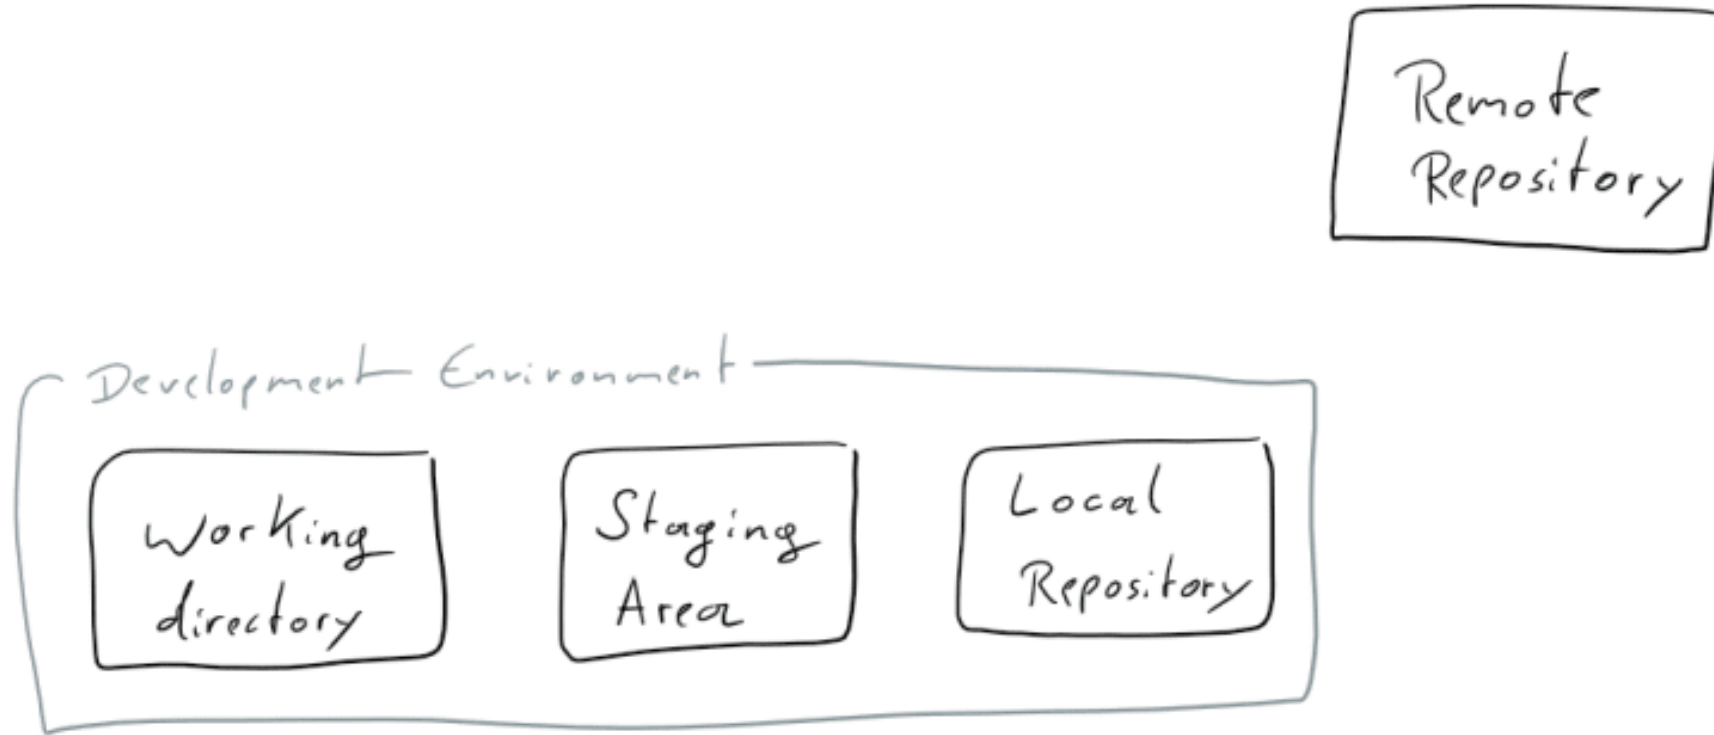 Remote
Repository
Development Environment
Working
directory
Staging
Area
Local
Repository